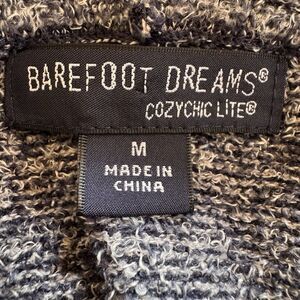 BAREFOOT DREAMS®
COZYCHIC LITE®
M
MADE IN
CHINA